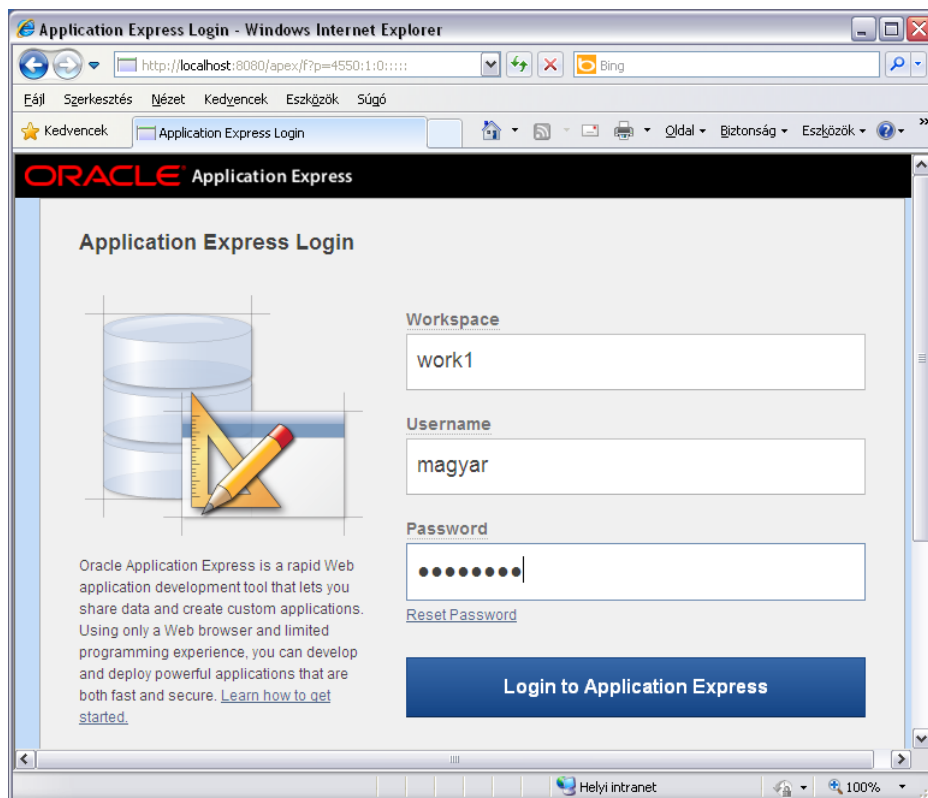 Application Express Login - Windows Internet Explorer
http://localhost:8080/apex/f?p=4550:1:0:::::
Bing
Fájl Szerkesztés Nézet Kedvencek Eszközök Súgó
Kedvencek Application Express Login Oldal Biztonság Eszközök
ORACLE Application Express
Application Express Login
Workspace
work1
Username
magyar
Password
••••••••
Reset Password
Login to Application Express
Oracle Application Express is a rapid Web
application development tool that lets you
share data and create custom applications.
Using only a Web browser and limited
programming experience, you can develop
and deploy powerful applications that are
both fast and secure. Learn how to get
started.
Helyi intranet 100%